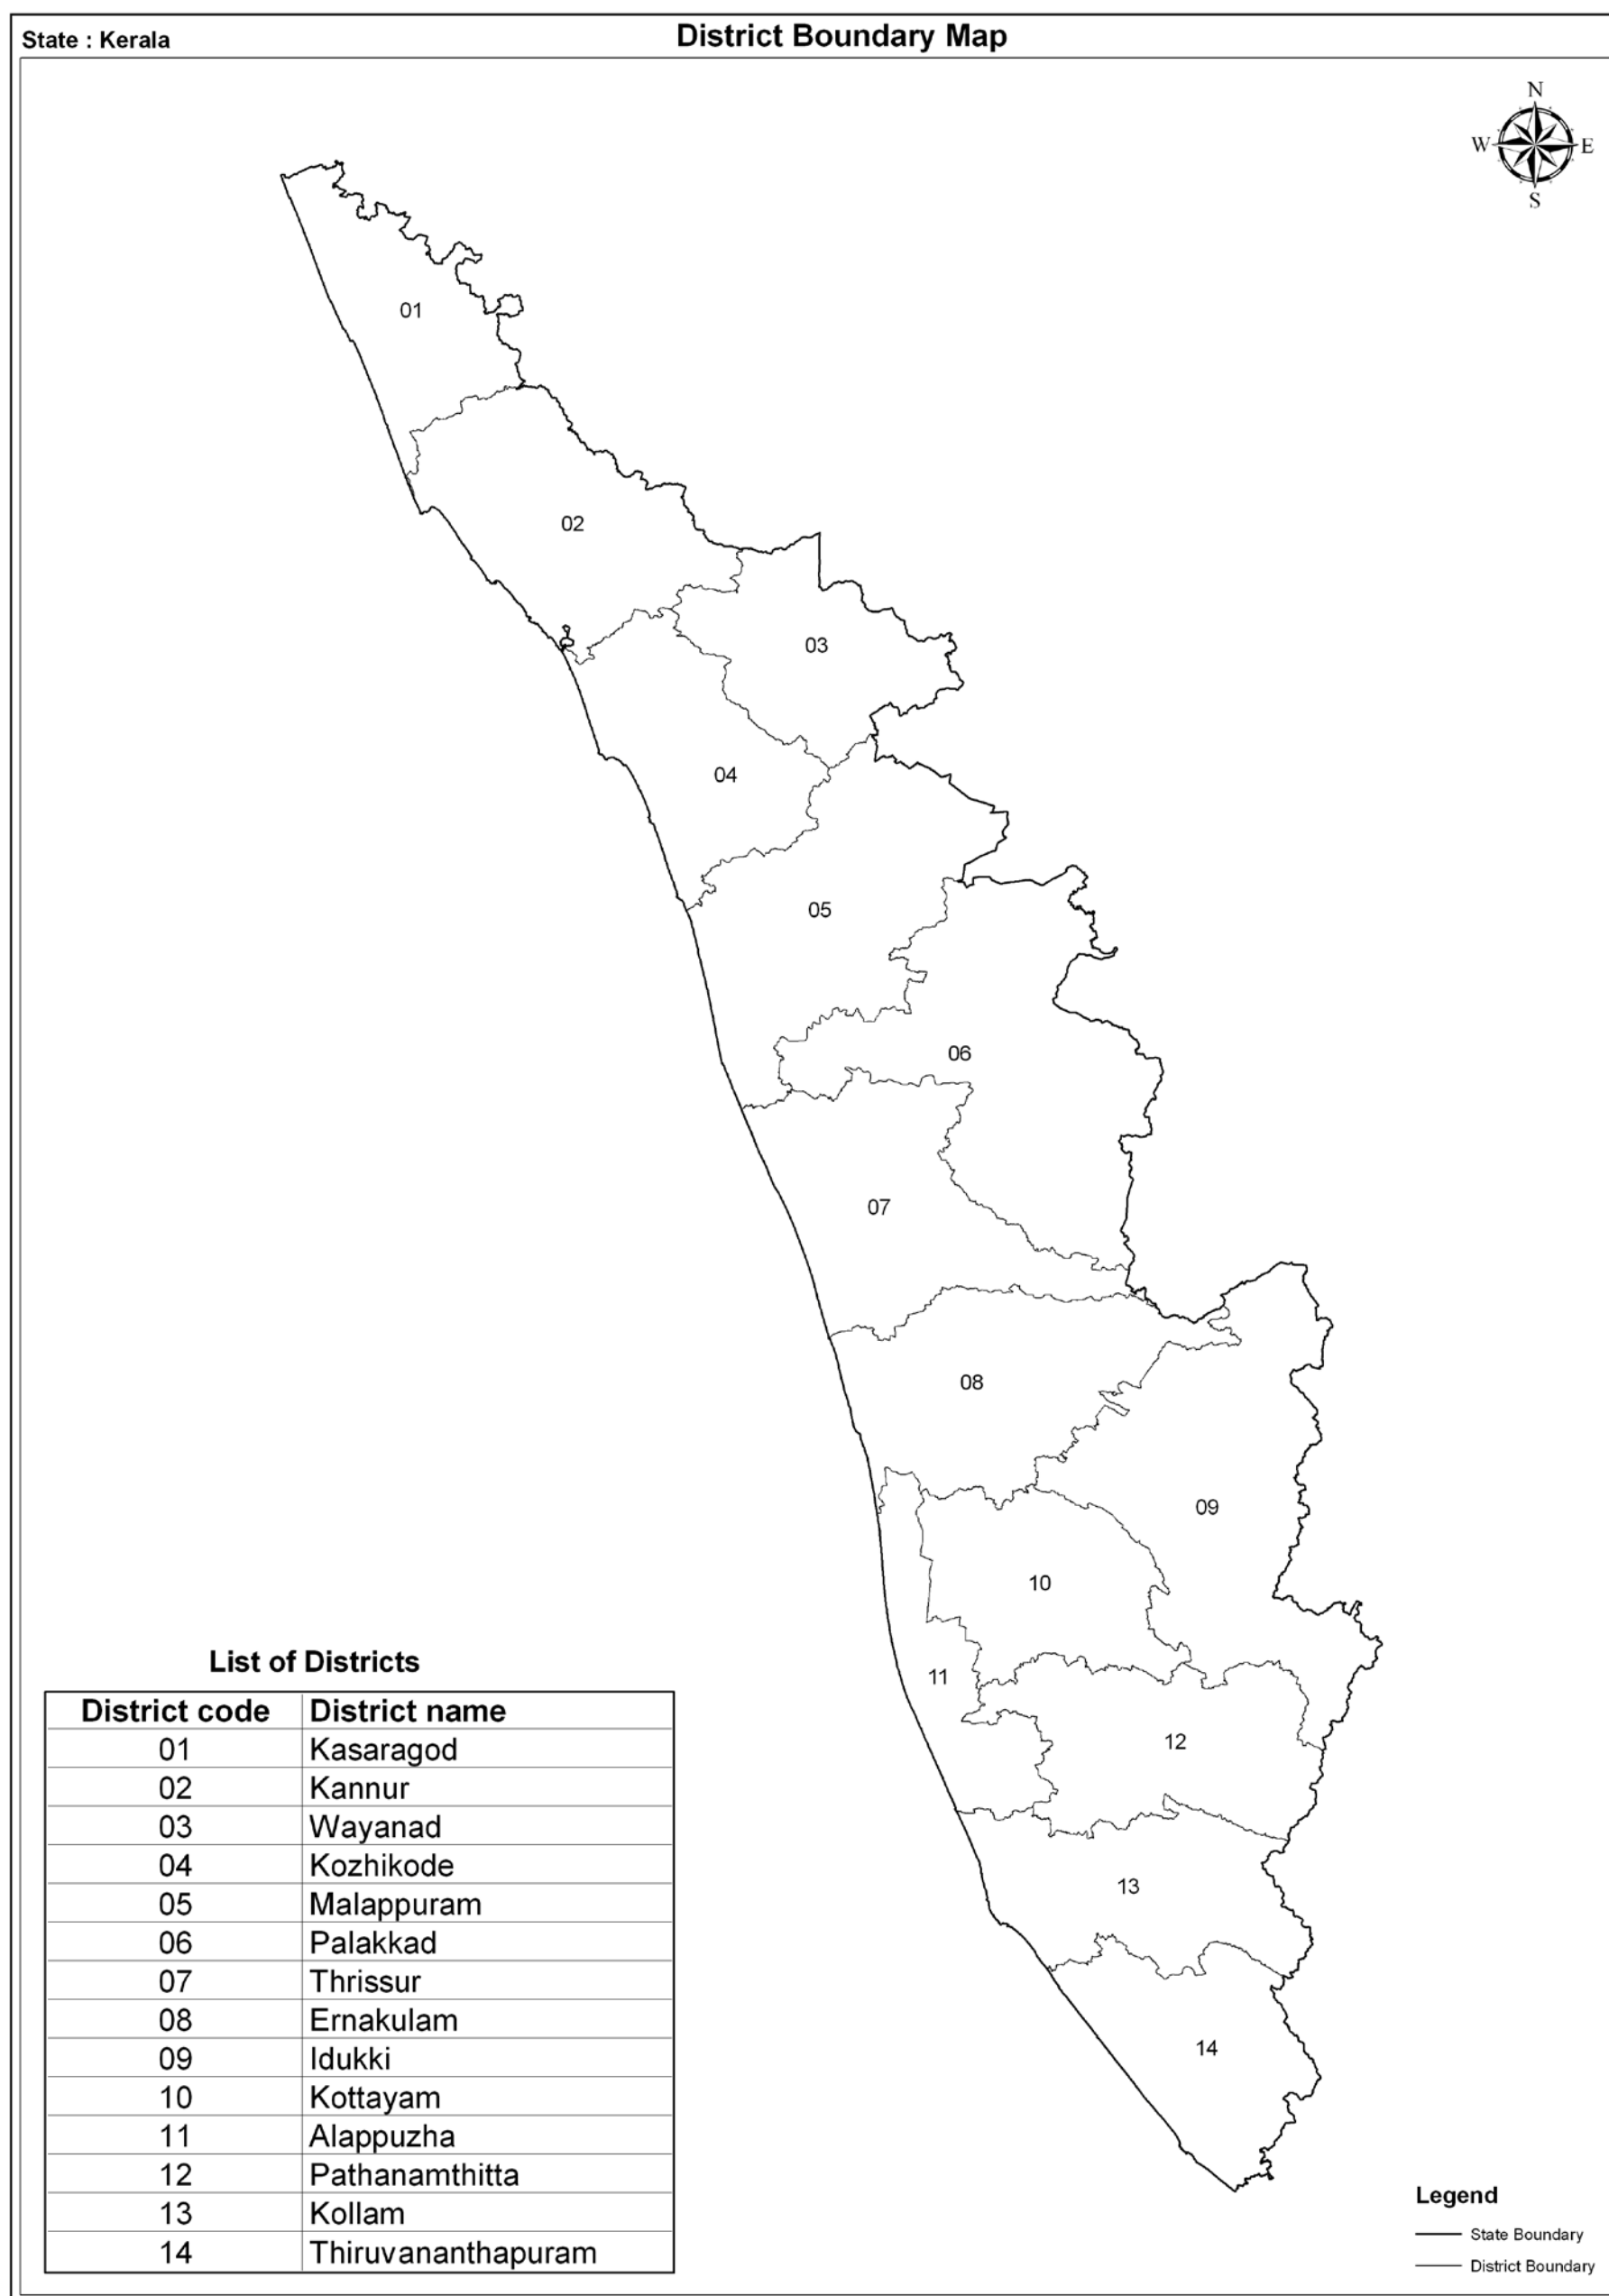 State : Kerala
District Boundary Map
N
W E
S
01
02
03
04
05
06
07
08
09
10
11
12
13
14
List of Districts
District code District name
01 Kasaragod
02 Kannur
03 Wayanad
04 Kozhikode
05 Malappuram
06 Palakkad
07 Thrissur
08 Ernakulam
09 Idukki
10 Kottayam
11 Alappuzha
12 Pathanamthitta
13 Kollam
14 Thiruvananthapuram
Legend
State Boundary
District Boundary